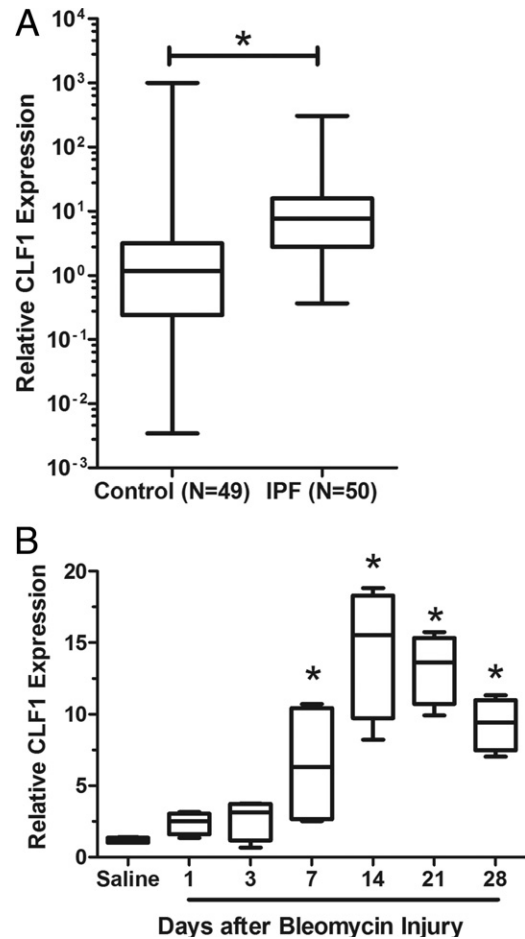 A
*
Relative CLF1 Expression
10⁴
10³
10²
10¹
10⁰
10⁻¹
10⁻²
10⁻³
Control (N=49) IPF (N=50)
B
Relative CLF1 Expression
20
15
10
5
0
* * * *
Saline 1 3 7 14 21 28
Days after Bleomycin Injury